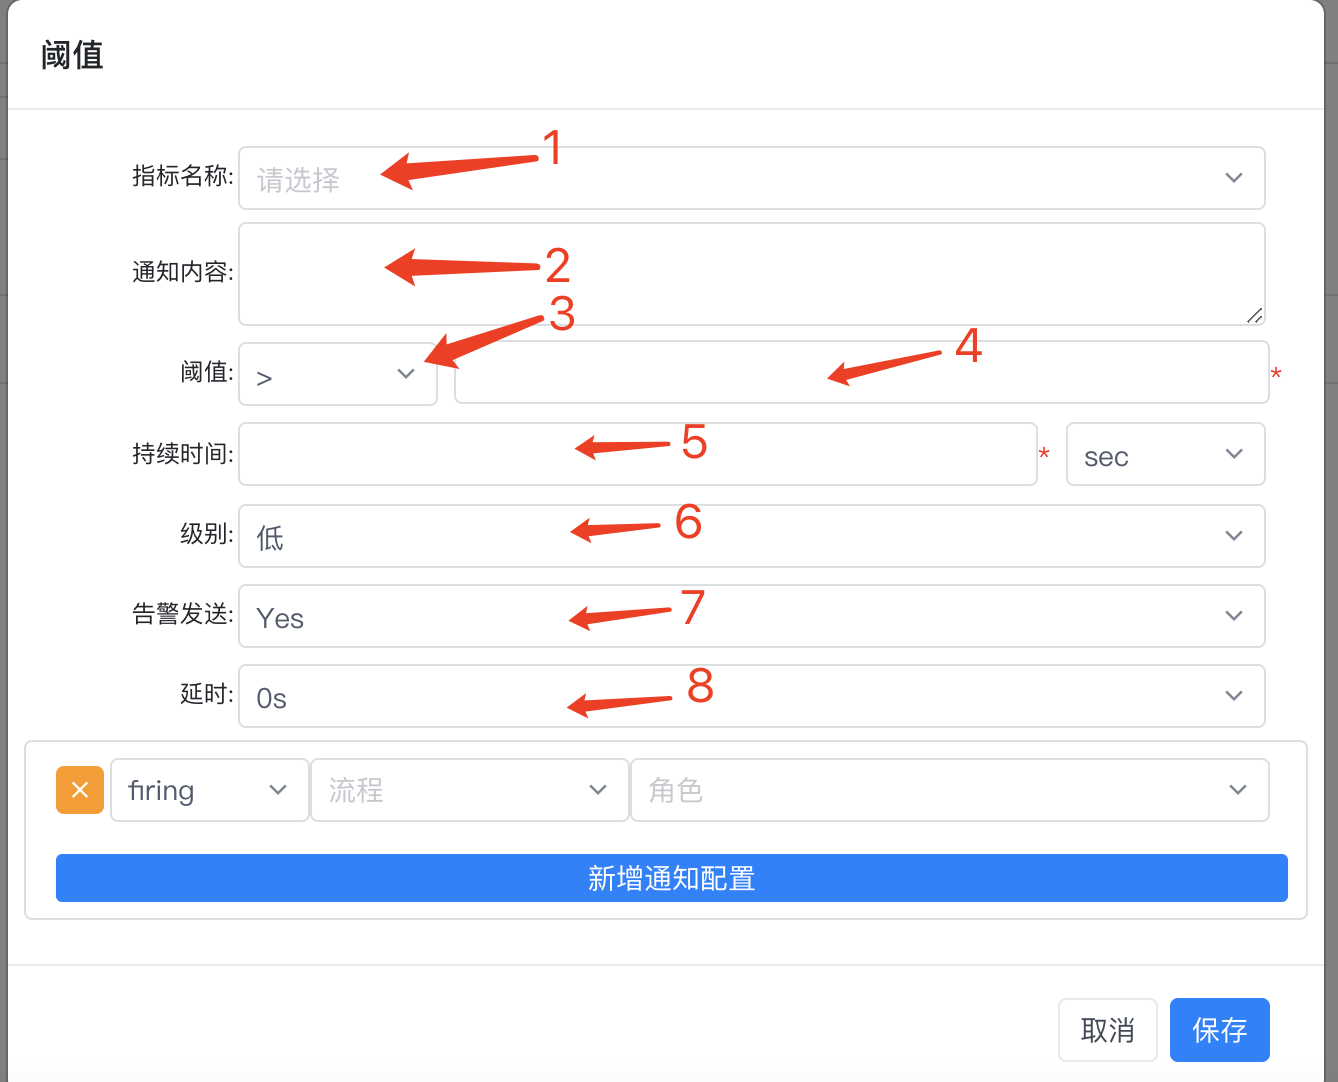 阈值
指标名称: 请选择 1
通知内容: 2
3
阈值: > 4 *
持续时间: 5 * sec
级别: 低 6
告警发送: Yes 7
延时: 0s 8
firing 流程 角色
新增通知配置
取消 保存